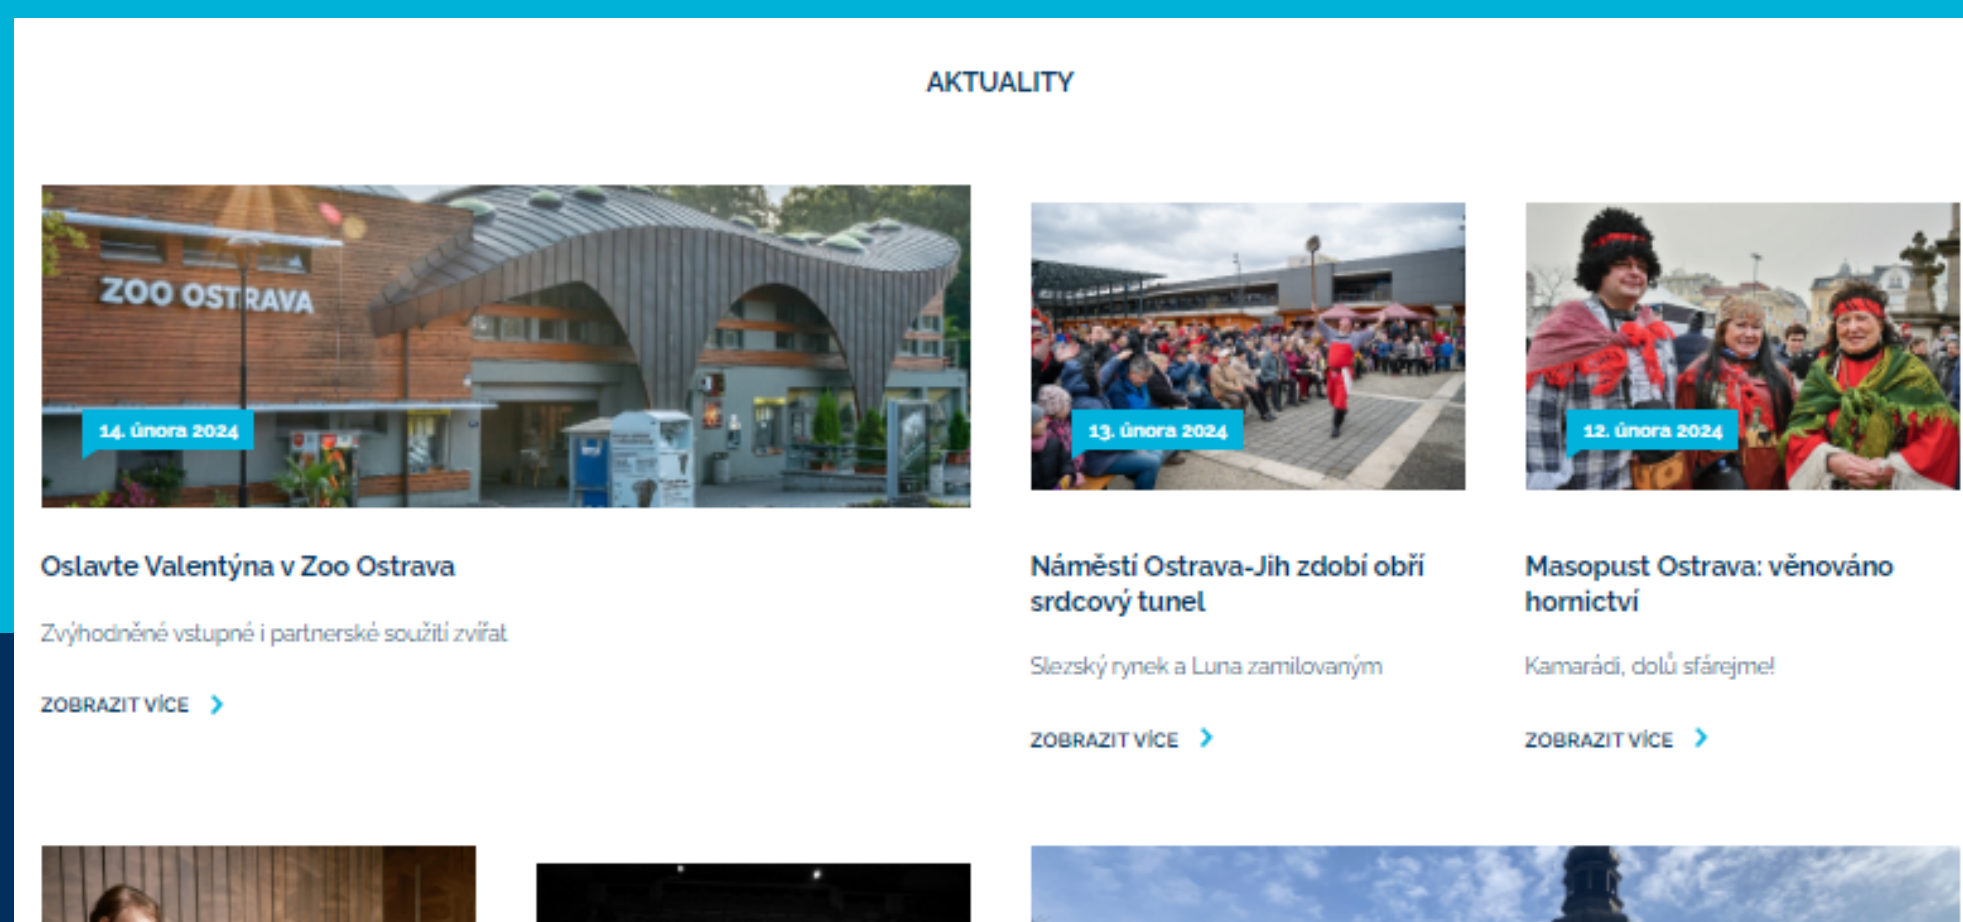 AKTUALITY
ZOO OSTRAVA
14. února 2024
Oslavte Valentýna v Zoo Ostrava
Zvýhodněné vstupné i partnerské soužití zvířat
ZOBRAZIT VÍCE
13. února 2024
Náměstí Ostrava-Jih zdobí obří
srdcový tunel
Slezský rynek a Luna zamilovaným
ZOBRAZIT VÍCE
12. února 2024
Masopust Ostrava: věnováno
hornictví
Kamarádi, dolů sfárejme!
ZOBRAZIT VÍCE